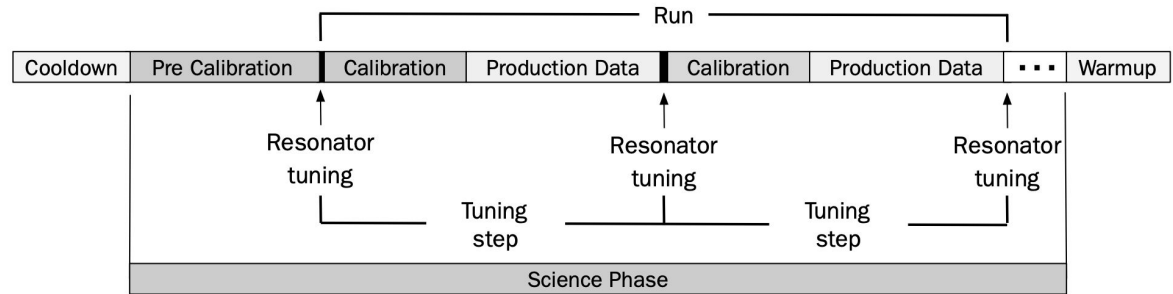 Run
Cooldown
Pre Calibration
Calibration
Production Data
Calibration
Production Data
...
Warmup
Resonator
tuning
Resonator
tuning
Resonator
tuning
Tuning
step
Tuning
step
Science Phase